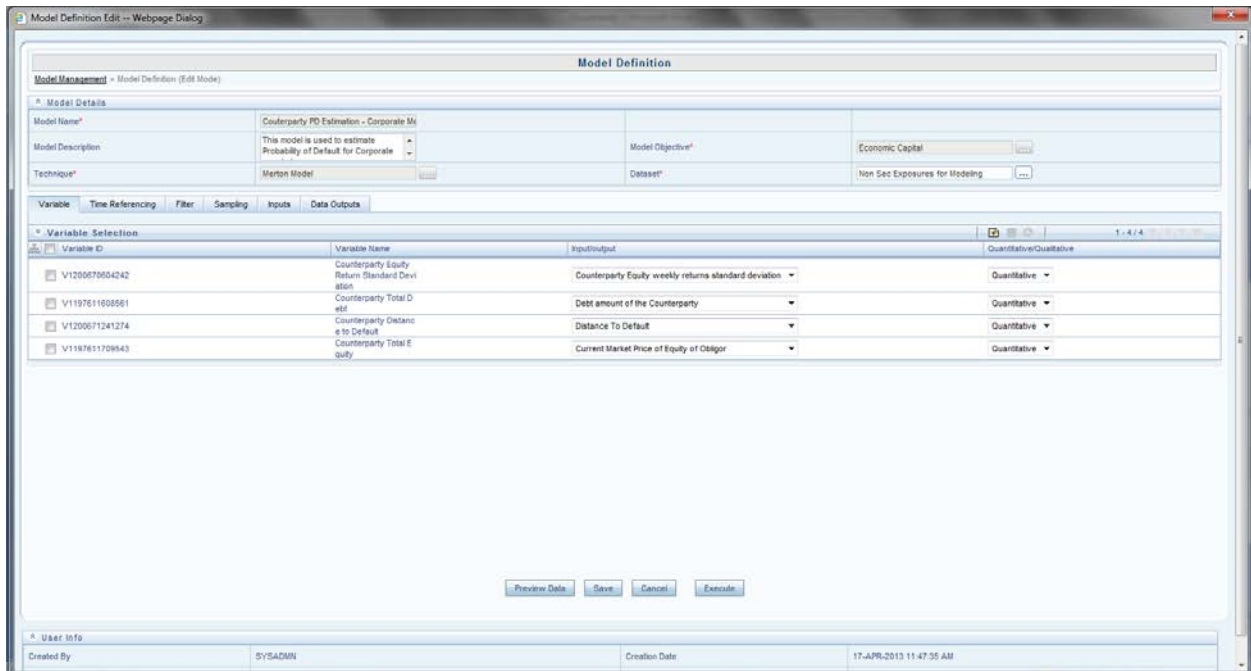 Model Definition Edit -- Webpage Dialog
Model Definition
Model Management > Model Definition (Edit Mode)
Model Details
Model Name* Couterparty PD Estimation - Corporate Mo
Model Description This model is used to estimate Model Objective* Economic Capital ...
Probability of Default for Corporate
Technique* Merton Model ... Dataset* Non Sec Exposures for Modeling ...
Variable Time Referencing Filter Sampling Inputs Data Outputs
Variable Selection 1 - 4 / 4
Variable ID Variable Name Input/output Quantitative/Qualitative
V1200670604242 Counterparty Equity Counterparty Equity weekly returns standard deviation Quantitative
Return Standard Devi
ation
V1197611608561 Counterparty Total D Debt amount of the Counterparty Quantitative
ebt
V1200671241274 Counterparty Distanc Distance To Default Quantitative
e to Default
V1197611709543 Counterparty Total E Current Market Price of Equity of Obligor Quantitative
quity
Preview Data Save Cancel Execute
User Info
Created By SYSADMN Creation Date 17-APR-2013 11:47:35 AM